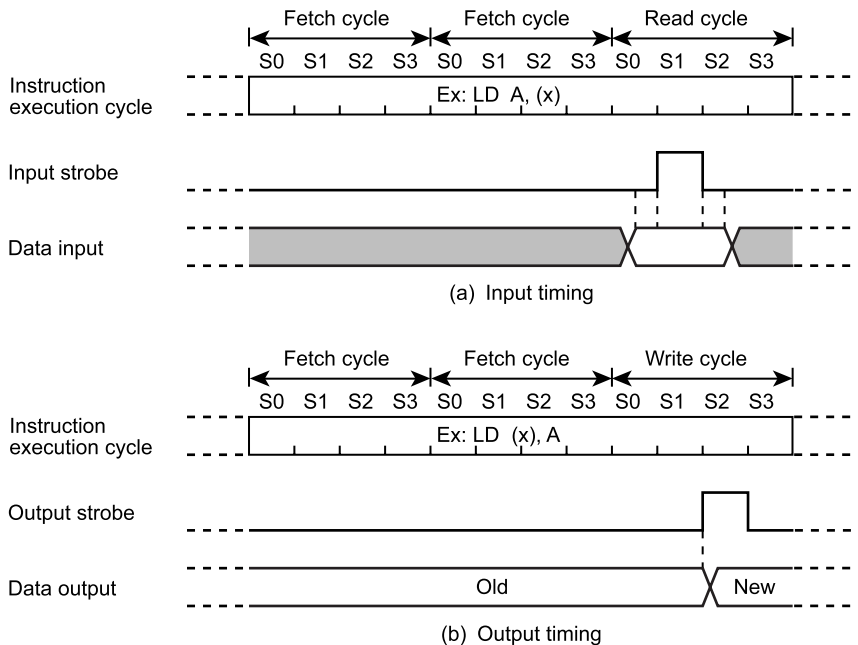 Fetch cycle Fetch cycle Read cycle
S0 S1 S2 S3 S0 S1 S2 S3 S0 S1 S2 S3
Instruction
execution cycle
Ex: LD A, (x)
Input strobe
Data input
(a) Input timing
Fetch cycle Fetch cycle Write cycle
S0 S1 S2 S3 S0 S1 S2 S3 S0 S1 S2 S3
Instruction
execution cycle
Ex: LD (x), A
Output strobe
Data output
Old New
(b) Output timing